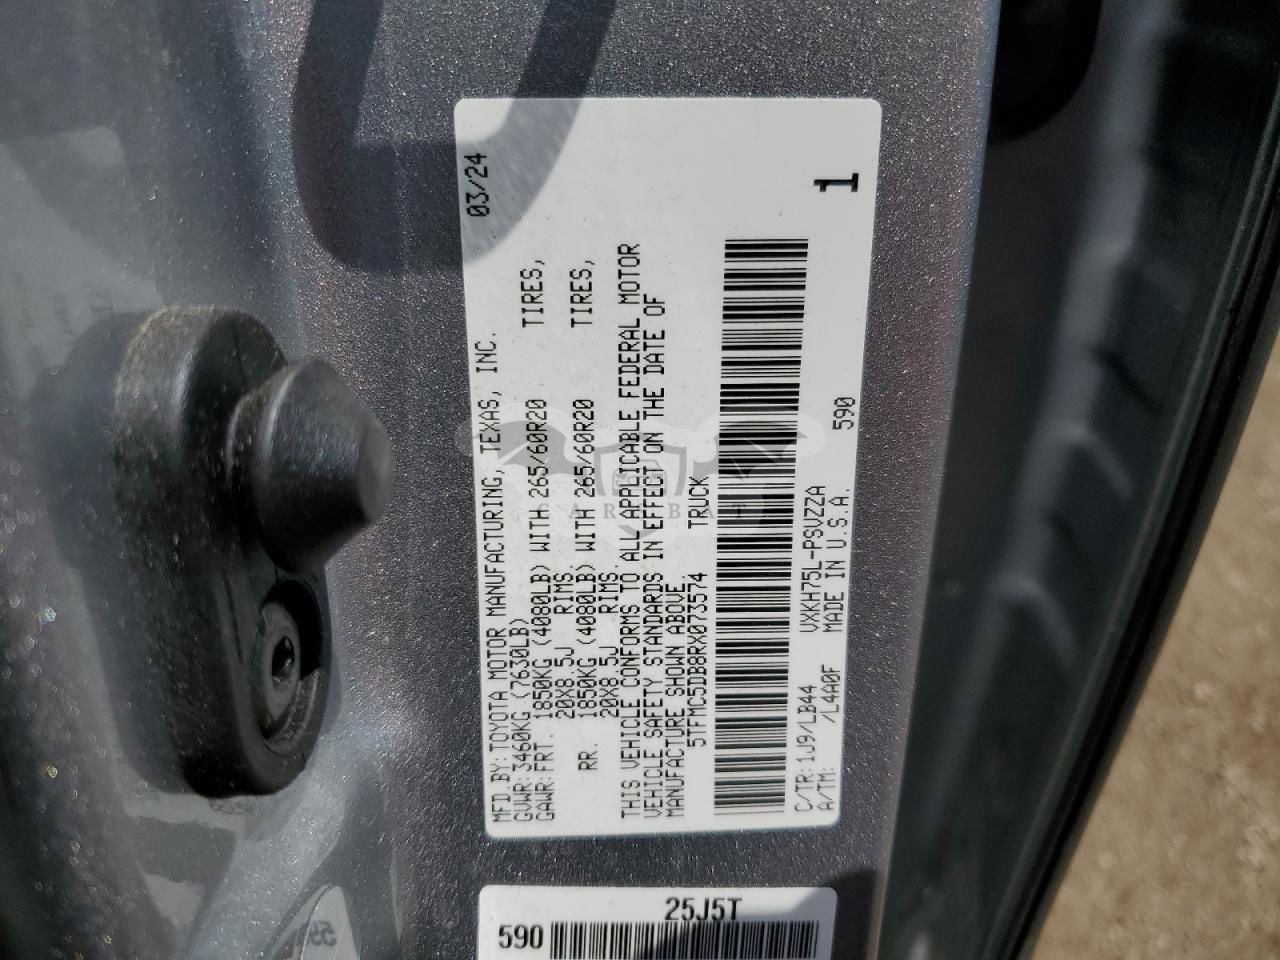 MFD.BY:TOYOTA MOTOR MANUFACTURING, TEXAS, INC. 03/24
GVWR:3460KG (7630LB)
GAWR:FRT. 1850KG (4080LB) WITH 265/60R20 TIRES,
20X8.5J RIMS
RR. 1850KG (4080LB) WITH 265/60R20 TIRES,
20X8.5J RIMS
THIS VEHICLE CONFORMS TO ALL APPLICABLE FEDERAL MOTOR
VEHICLE SAFETY STANDARDS IN EFFECT ON THE DATE OF
MANUFACTURE SHOWN ABOVE.
5TFMC5DB8RX073574 TRUCK
C/TR:1J9/LB44 VXKH75L-PSVZZA 590 1
A/TM: /L4A0F MADE IN U.S.A.
25J5T
590